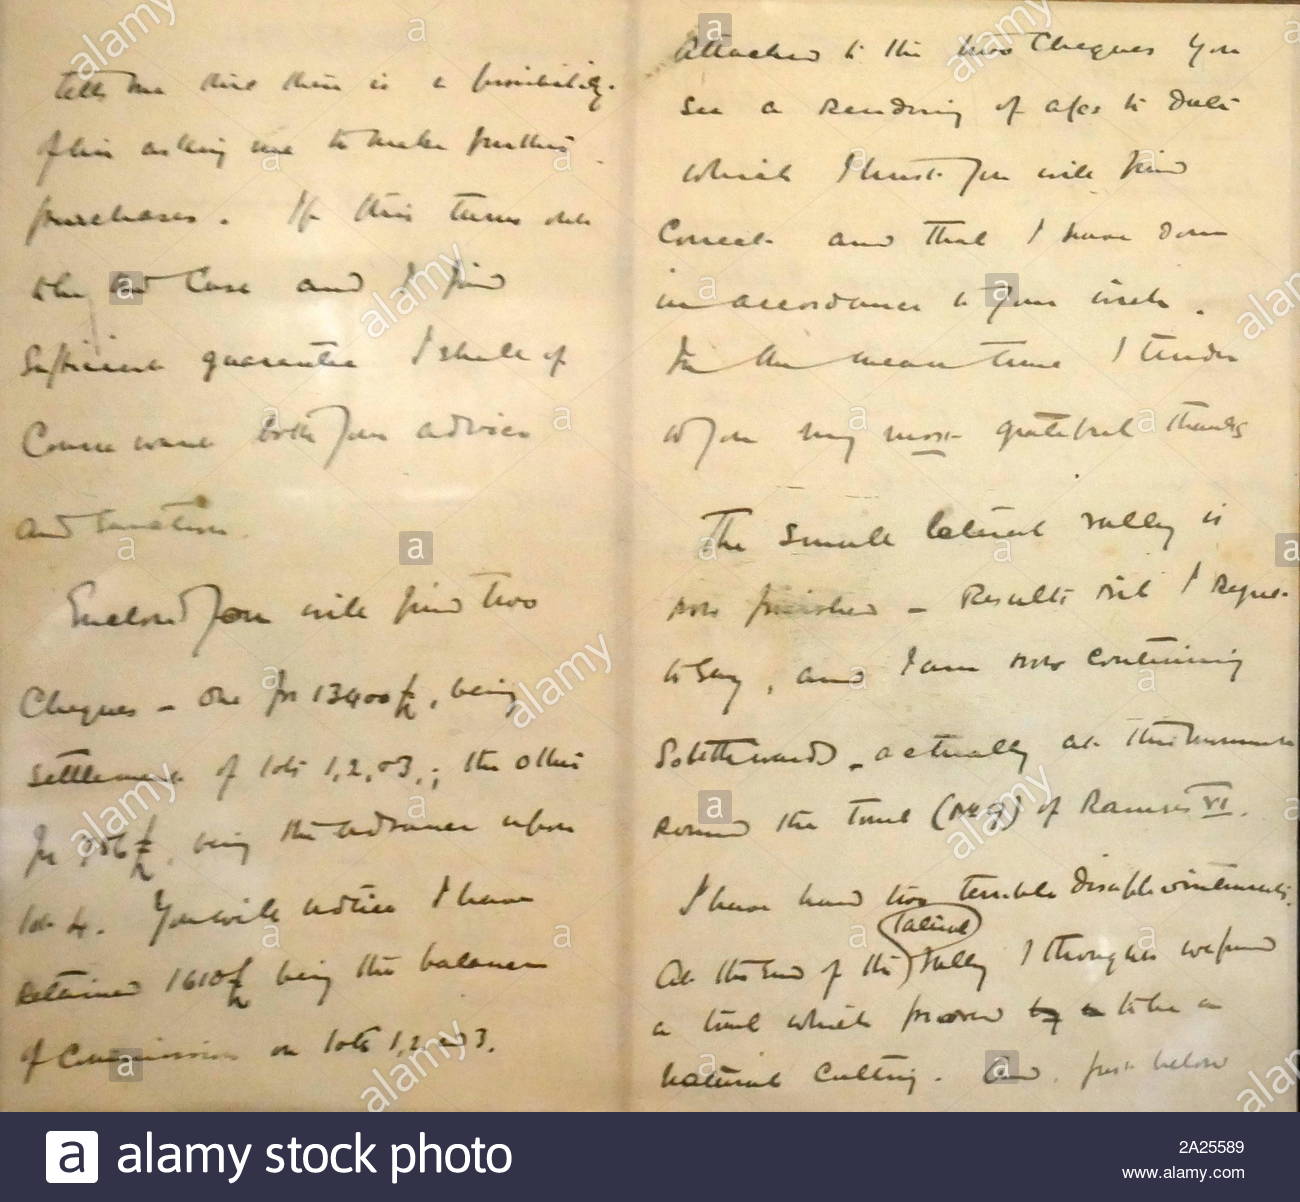 tells me that there is a possibility
of his asking me to make further
purchases. If this turns out
to be the case and I find
sufficient guarantee I shall of
Course want both your advice
and sanction.
Enclosed you will find two
Cheques – one for 13400 £, being
settlement of lots 1, 2, & 3,; the other
for £, being the advance upon
lot 4. You will notice I have
retained 1610 £ being the balance
of Commission on lots 1, 2, and 3.
Attached to the two Cheques you
see a rendering of a/cs to date
which I trust you will find
Correct and that I have done
in accordance to your wish.
In the mean time I tender
to you my most grateful thanks
The small lateral valley is
now finished – Results nil I regret
to say, and I am now continuing
Southwards, actually at the moment
round the tomb (No 9) of Ramses VI.
I have had two terrible disappointments.
At the end of the lateral valley I thought we found
a tomb which proved to be a
natural cutting. And, just below
alamy stock photo
2A25589
www.alamy.com